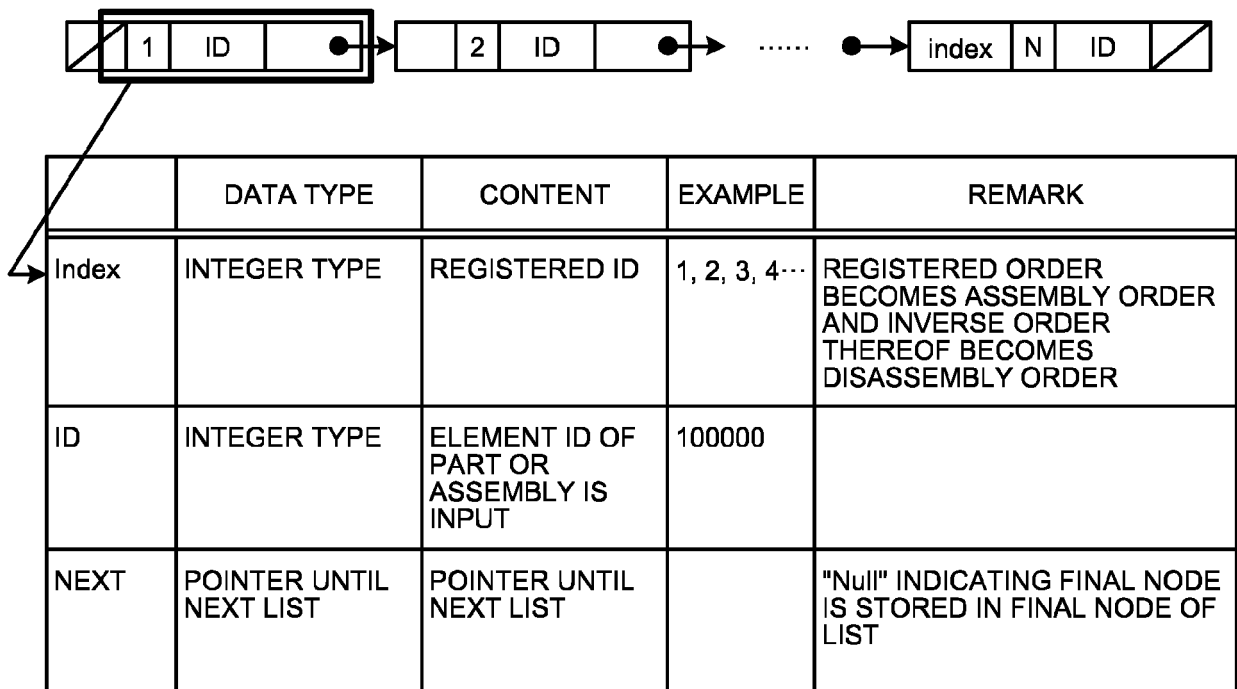 1 ID 2 ID ...... index N ID
DATA TYPE CONTENT EXAMPLE REMARK
Index INTEGER TYPE REGISTERED ID 1, 2, 3, 4··· REGISTERED ORDER
BECOMES ASSEMBLY ORDER
AND INVERSE ORDER
THEREOF BECOMES
DISASSEMBLY ORDER
ID INTEGER TYPE ELEMENT ID OF 100000
PART OR
ASSEMBLY IS
INPUT
NEXT POINTER UNTIL POINTER UNTIL "Null" INDICATING FINAL NODE
NEXT LIST NEXT LIST IS STORED IN FINAL NODE OF
LIST